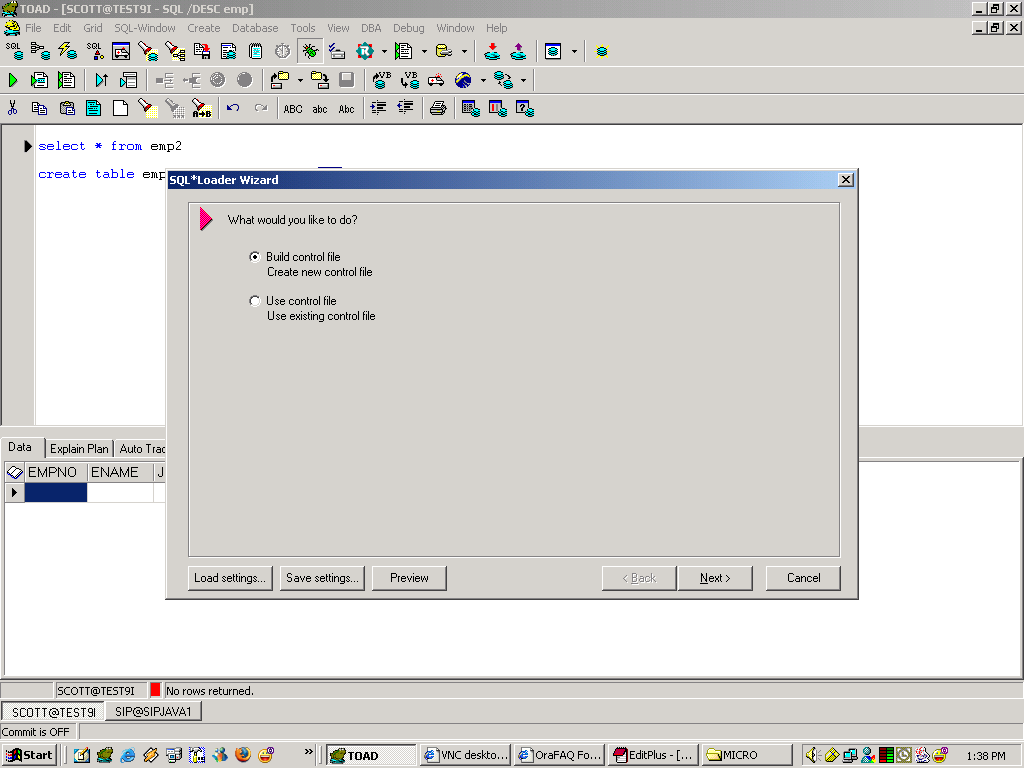 TOAD - [SCOTT@TEST9I - SQL /DESC emp]
File Edit Grid SQL-Window Create Database Tools View DBA Debug Window Help
SQL SQL
VB VB
A→B ABC abc Abc
select * from emp2
create table emp
SQL*Loader Wizard
What would you like to do?
Build control file
Create new control file
Use control file
Use existing control file
Data Explain Plan Auto Trac
EMPNO ENAME J
Load settings... Save settings... Preview < Back Next > Cancel
SCOTT@TEST9I No rows returned.
SCOTT@TEST9I SIP@SIPJAVA1
Commit is OFF
Start » TOAD VNC deskto... OraFAQ Fo... EditPlus - [... MICRO 1:38 PM